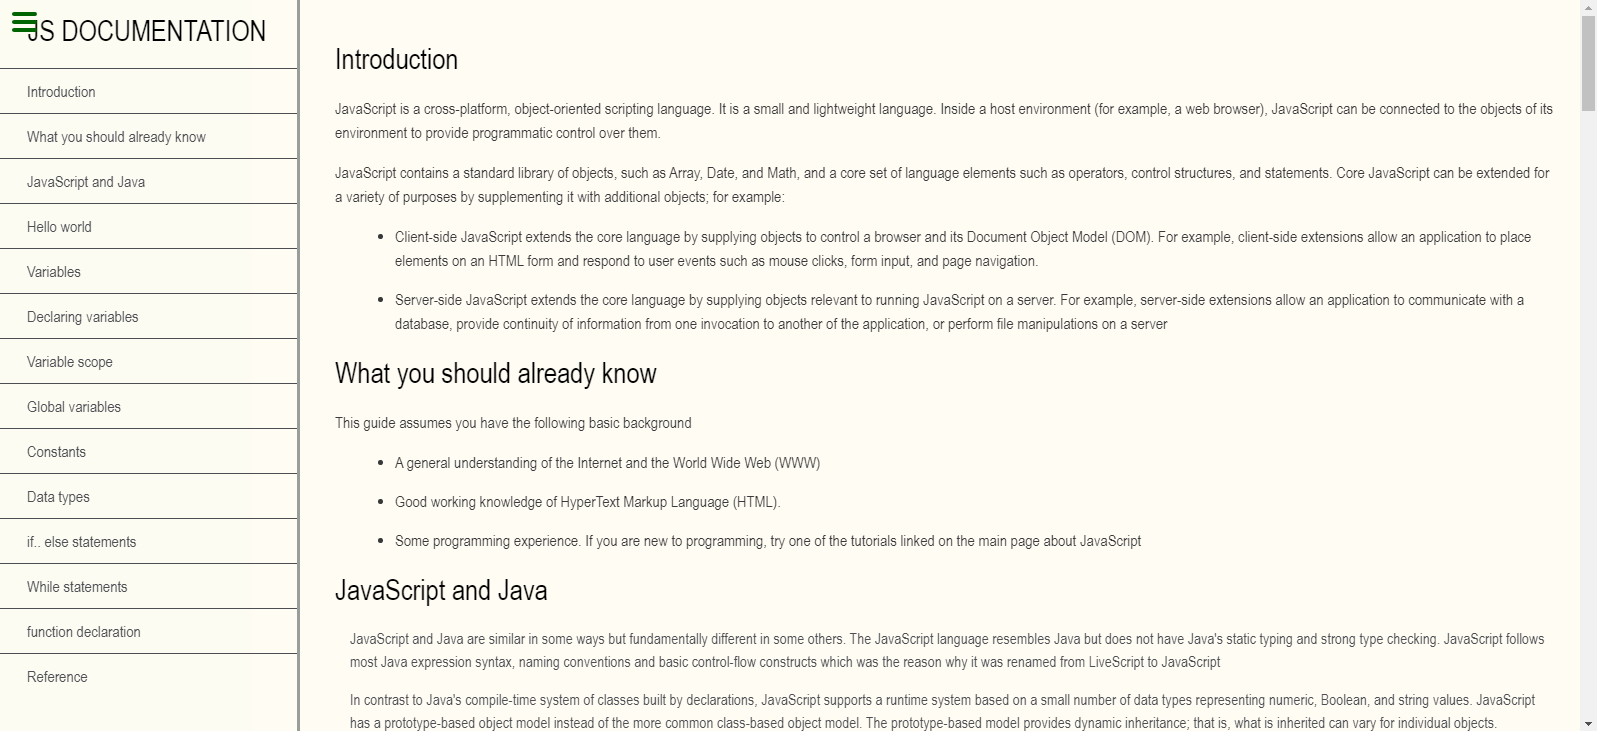 JS DOCUMENTATION
Introduction
What you should already know
JavaScript and Java
Hello world
Variables
Declaring variables
Variable scope
Global variables
Constants
Data types
if.. else statements
While statements
function declaration
Reference
Introduction
JavaScript is a cross-platform, object-oriented scripting language. It is a small and lightweight language. Inside a host environment (for example, a web browser), JavaScript can be connected to the objects of its
environment to provide programmatic control over them.
JavaScript contains a standard library of objects, such as Array, Date, and Math, and a core set of language elements such as operators, control structures, and statements. Core JavaScript can be extended for
a variety of purposes by supplementing it with additional objects; for example:
• Client-side JavaScript extends the core language by supplying objects to control a browser and its Document Object Model (DOM). For example, client-side extensions allow an application to place
elements on an HTML form and respond to user events such as mouse clicks, form input, and page navigation.
• Server-side JavaScript extends the core language by supplying objects relevant to running JavaScript on a server. For example, server-side extensions allow an application to communicate with a
database, provide continuity of information from one invocation to another of the application, or perform file manipulations on a server
What you should already know
This guide assumes you have the following basic background
• A general understanding of the Internet and the World Wide Web (WWW)
• Good working knowledge of HyperText Markup Language (HTML).
• Some programming experience. If you are new to programming, try one of the tutorials linked on the main page about JavaScript
JavaScript and Java
JavaScript and Java are similar in some ways but fundamentally different in some others. The JavaScript language resembles Java but does not have Java's static typing and strong type checking. JavaScript follows
most Java expression syntax, naming conventions and basic control-flow constructs which was the reason why it was renamed from LiveScript to JavaScript
In contrast to Java's compile-time system of classes built by declarations, JavaScript supports a runtime system based on a small number of data types representing numeric, Boolean, and string values. JavaScript
has a prototype-based object model instead of the more common class-based object model. The prototype-based model provides dynamic inheritance; that is, what is inherited can vary for individual objects.